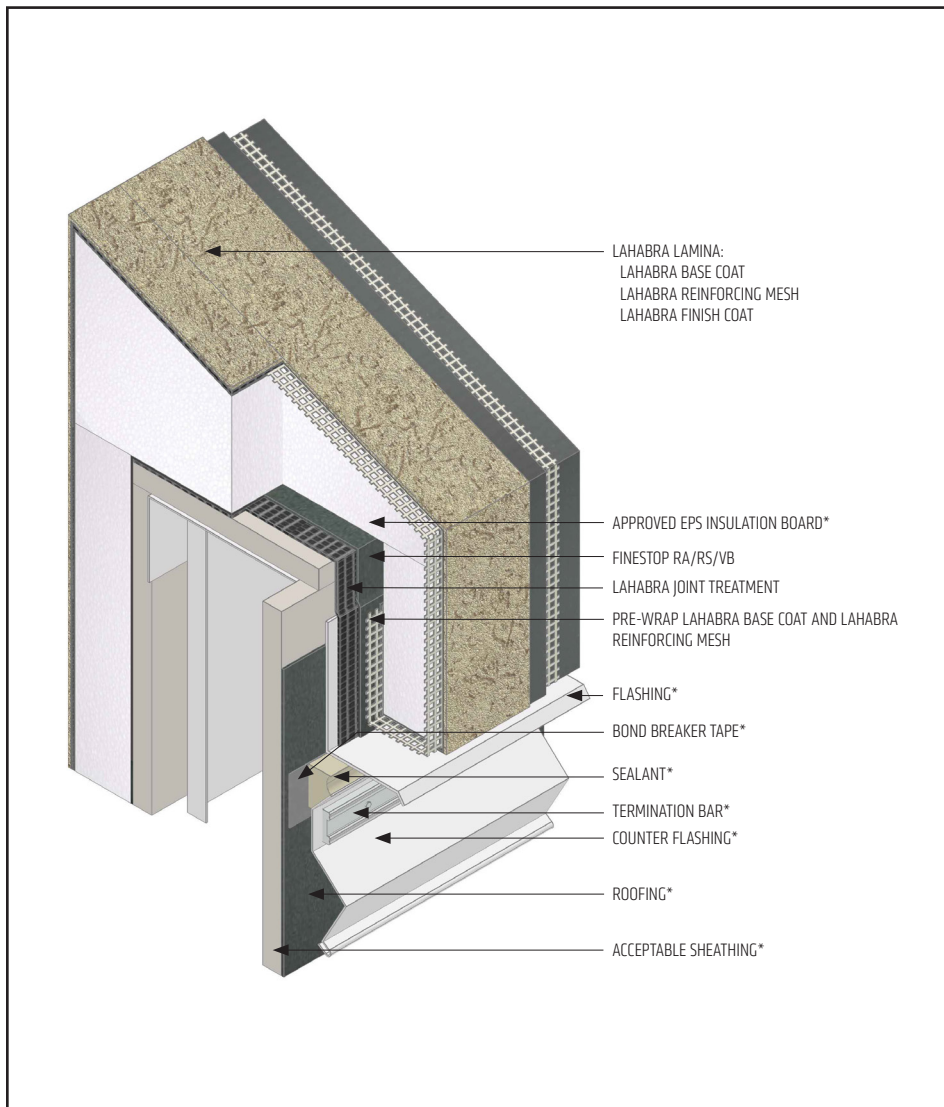 LAHABRA LAMINA:
LAHABRA BASE COAT
LAHABRA REINFORCING MESH
LAHABRA FINISH COAT
APPROVED EPS INSULATION BOARD*
FINESTOP RA/RS/VB
LAHABRA JOINT TREATMENT
PRE-WRAP LAHABRA BASE COAT AND LAHABRA
REINFORCING MESH
FLASHING*
BOND BREAKER TAPE*
SEALANT*
TERMINATION BAR*
COUNTER FLASHING*
ROOFING*
ACCEPTABLE SHEATHING*